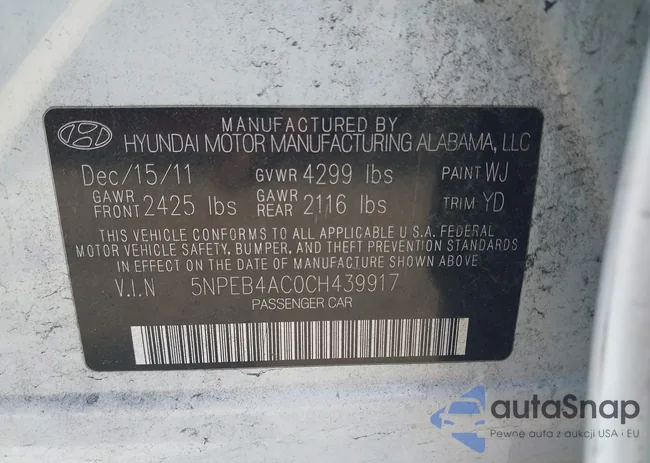 MANUFACTURED BY
HYUNDAI MOTOR MANUFACTURING ALABAMA, LLC
Dec/15/11 GVWR 4299 lbs PAINT WJ
GAWR FRONT 2425 lbs GAWR REAR 2116 lbs TRIM YD
THIS VEHICLE CONFORMS TO ALL APPLICABLE U.S.A. FEDERAL
MOTOR VEHICLE SAFETY, BUMPER, AND THEFT PREVENTION STANDARDS
IN EFFECT ON THE DATE OF MANUFACTURE SHOWN ABOVE.
V.I.N 5NPEB4AC0CH439917
PASSENGER CAR
autaSnap
Pewne auta z aukcji USA i EU